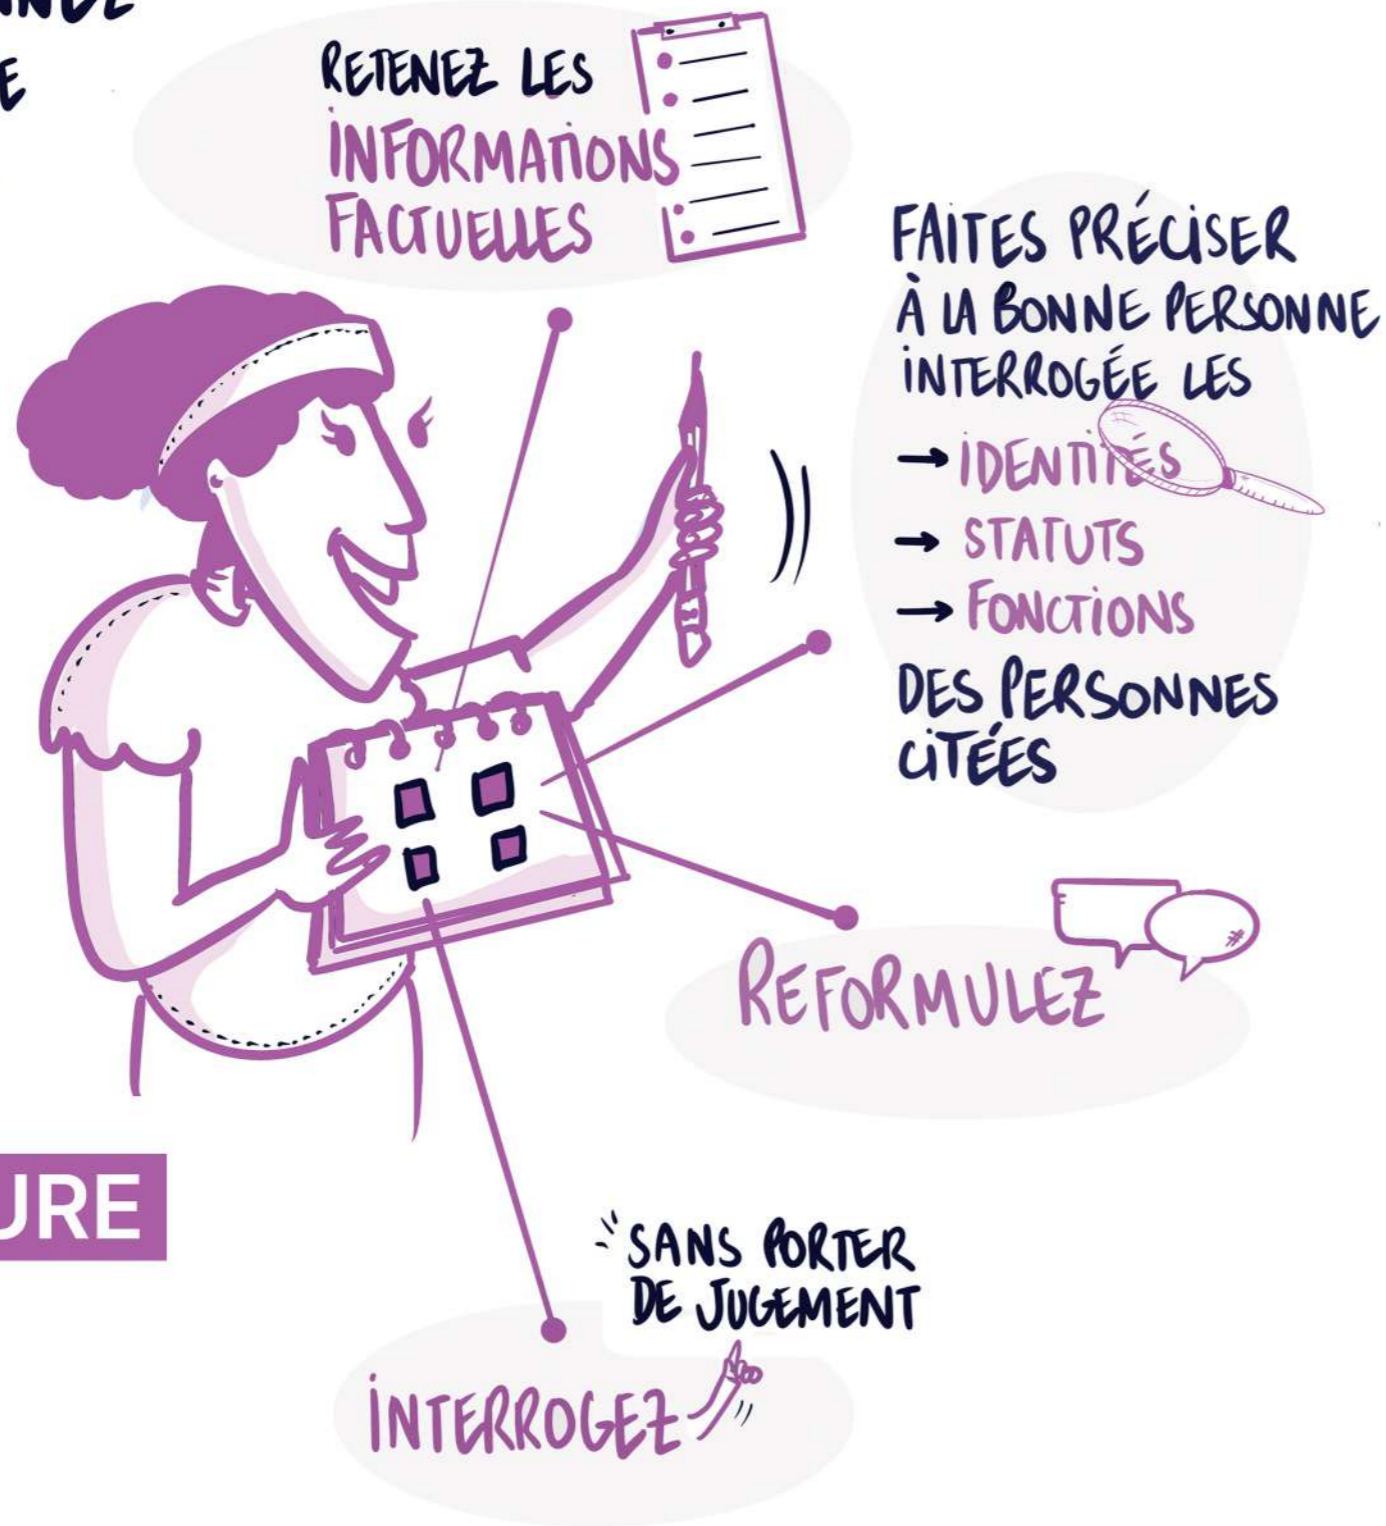 RETENEZ LES
INFORMATIONS
FACTUELLES
FAITES PRÉCISER
À LA BONNE PERSONNE
INTERROGÉE LES
→ IDENTITÉS
→ STATUTS
→ FONCTIONS
DES PERSONNES
CITÉES
REFORMULEZ
#
URE
SANS PORTER
DE JUGEMENT
INTERROGEZ